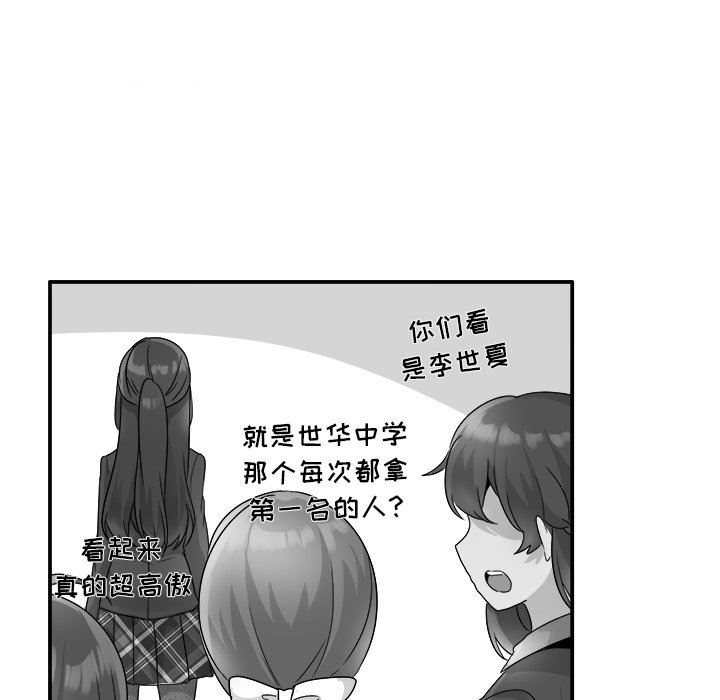 你们看
是李世夏
就是世华中学
那个每次都拿
第一名的人?
看起来
真的超高傲